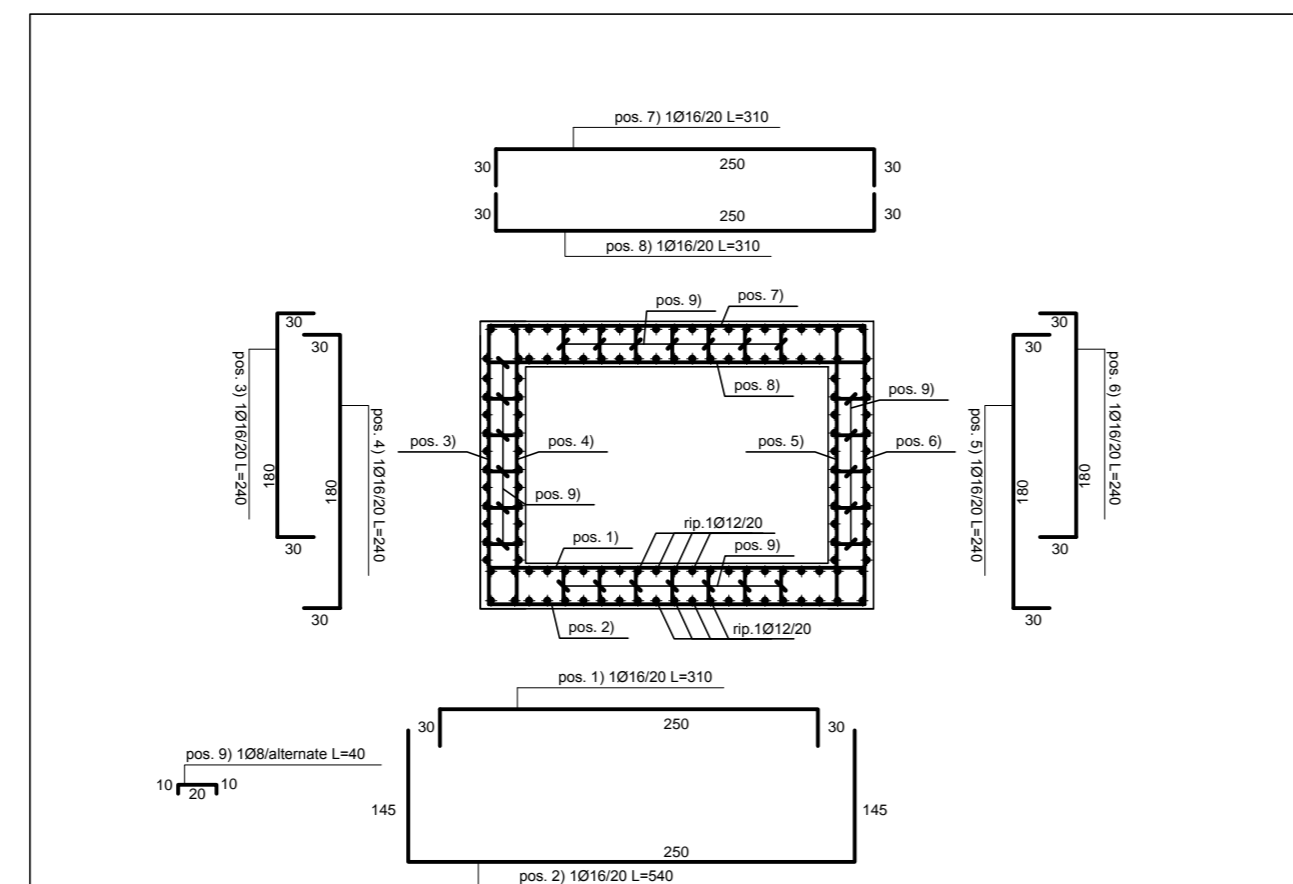 pos. 7) 1Ø16/20 L=310
30
250
30
30
250
30
pos. 8) 1Ø16/20 L=310
30
30
pos. 3) 1Ø16/20 L=240
180
180
pos. 4) 1Ø16/20 L=240
30
30
pos. 9)
pos. 7)
pos. 8)
pos. 9)
pos. 3)
pos. 4)
pos. 5)
pos. 6)
pos. 9)
rip.1Ø12/20
pos. 1)
pos. 9)
pos. 2)
rip.1Ø12/20
30
30
pos. 5) 1Ø16/20 L=240
180
180
pos. 6) 1Ø16/20 L=240
30
30
pos. 1) 1Ø16/20 L=310
30
250
30
pos. 9) 1Ø8/alternate L=40
10
20
10
145
145
250
pos. 2) 1Ø16/20 L=540